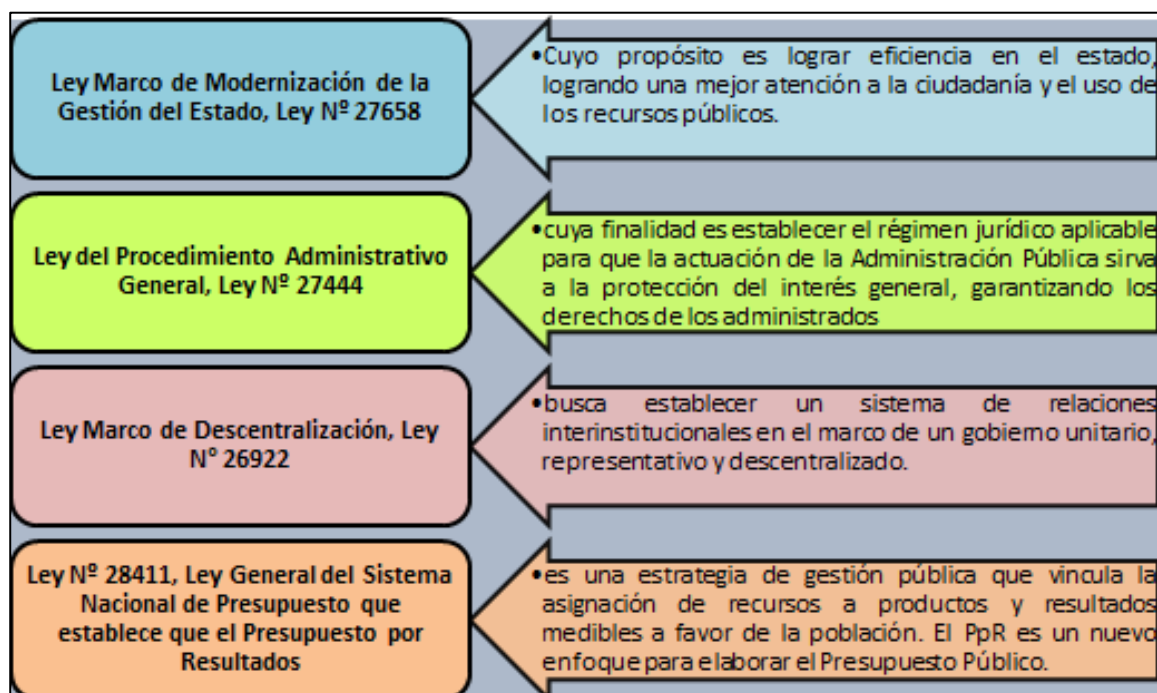 Ley Marco de Modernización de la
Gestión del Estado, Ley Nº 27658
•Cuyo propósito es lograr eficiencia en el estado,
logrando una mejor atención a la ciudadanía y el uso de
los recursos públicos.
Ley del Procedimiento Administrativo
General, Ley Nº 27444
•cuya finalidad es establecer el régimen jurídico aplicable
para que la actuación de la Administración Pública sirva
a la protección del interés general, garantizando los
derechos de los administrados
Ley Marco de Descentralización, Ley
N° 26922
•busca establecer un sistema de relaciones
interinstitucionales en el marco de un gobierno unitario,
representativo y descentralizado.
Ley Nº 28411, Ley General del Sistema
Nacional de Presupuesto que
establece que el Presupuesto por
Resultados
•es una estrategia de gestión pública que vincula la
asignación de recursos a productos y resultados
medibles a favor de la población. El PpR es un nuevo
enfoque para elaborar el Presupuesto Público.